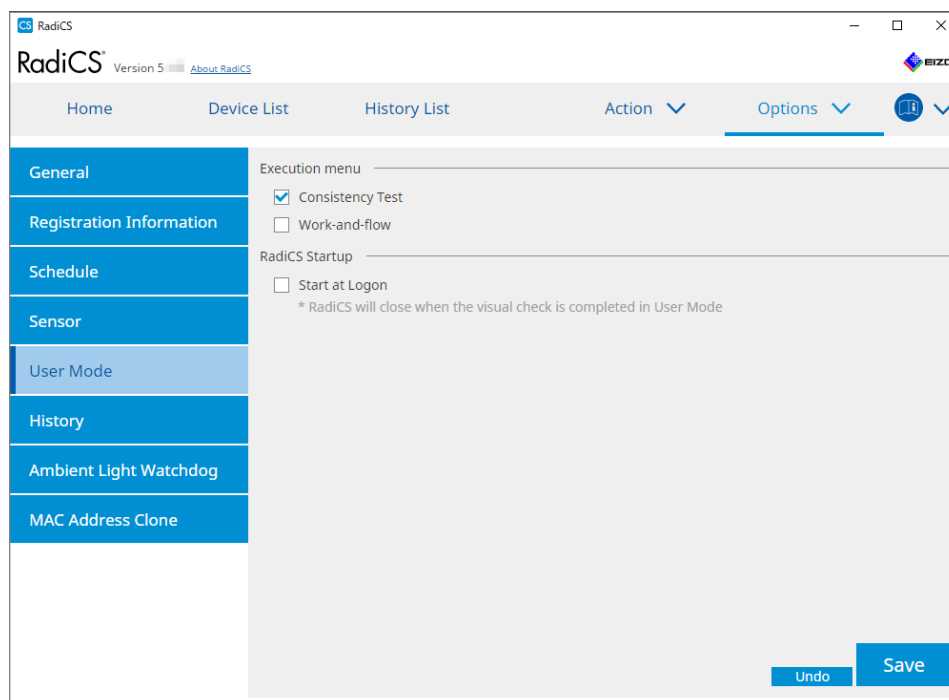 CS RadiCS
RadiCS Version 5 About RadiCS
Home Device List History List Action Options
General
Registration Information
Schedule
Sensor
User Mode
History
Ambient Light Watchdog
MAC Address Clone
Execution menu
Consistency Test
Work-and-flow
RadiCS Startup
Start at Logon
* RadiCS will close when the visual check is completed in User Mode
Undo
Save